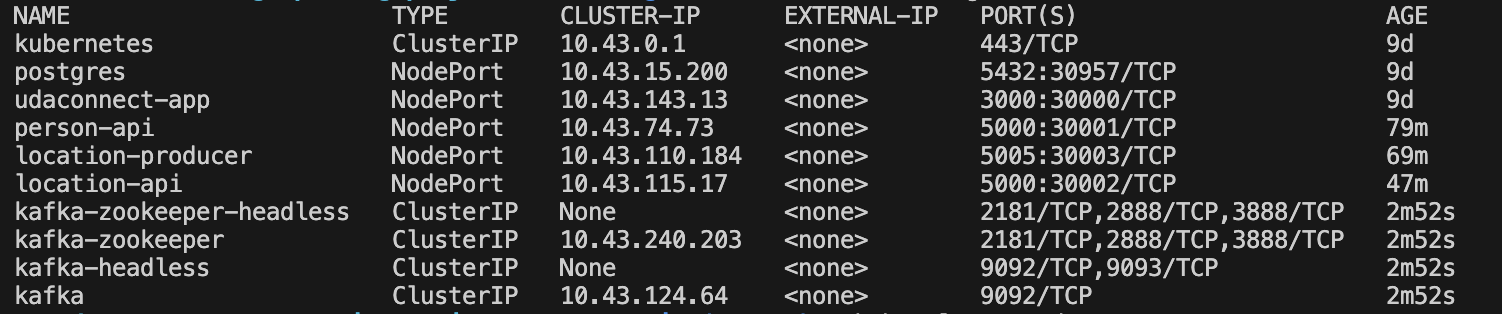 NAME TYPE CLUSTER-IP EXTERNAL-IP PORT(S) AGE
kubernetes ClusterIP 10.43.0.1 <none> 443/TCP 9d
postgres NodePort 10.43.15.200 <none> 5432:30957/TCP 9d
udaconnect-app NodePort 10.43.143.13 <none> 3000:30000/TCP 9d
person-api NodePort 10.43.74.73 <none> 5000:30001/TCP 79m
location-producer NodePort 10.43.110.184 <none> 5005:30003/TCP 69m
location-api NodePort 10.43.115.17 <none> 5000:30002/TCP 47m
kafka-zookeeper-headless ClusterIP None <none> 2181/TCP,2888/TCP,3888/TCP 2m52s
kafka-zookeeper ClusterIP 10.43.240.203 <none> 2181/TCP,2888/TCP,3888/TCP 2m52s
kafka-headless ClusterIP None <none> 9092/TCP,9093/TCP 2m52s
kafka ClusterIP 10.43.124.64 <none> 9092/TCP 2m52s